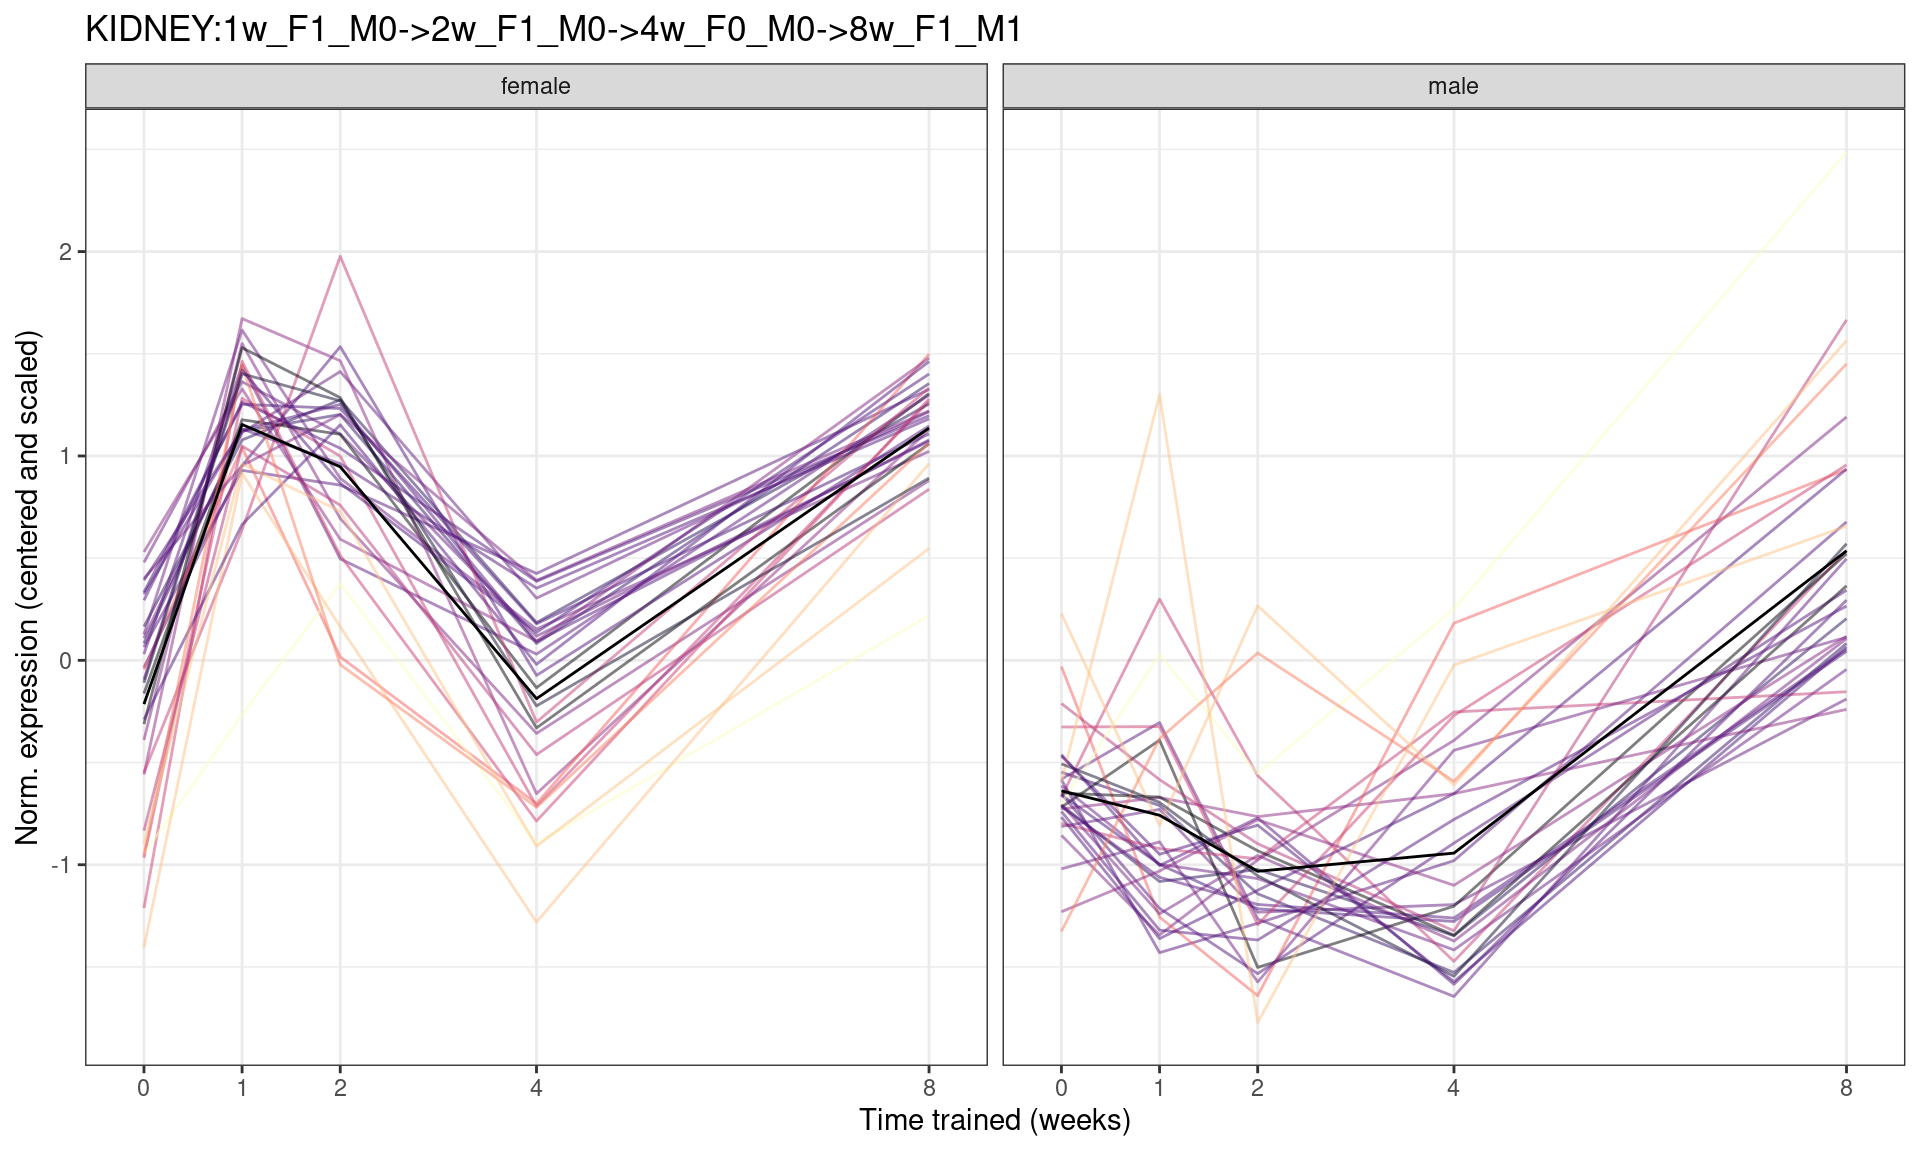 KIDNEY:1w_F1_M0->2w_F1_M0->4w_F0_M0->8w_F1_M1
female
male
Norm. expression (centered and scaled)
2
1
0
-1
0 1 2 4 8
0 1 2 4 8
Time trained (weeks)